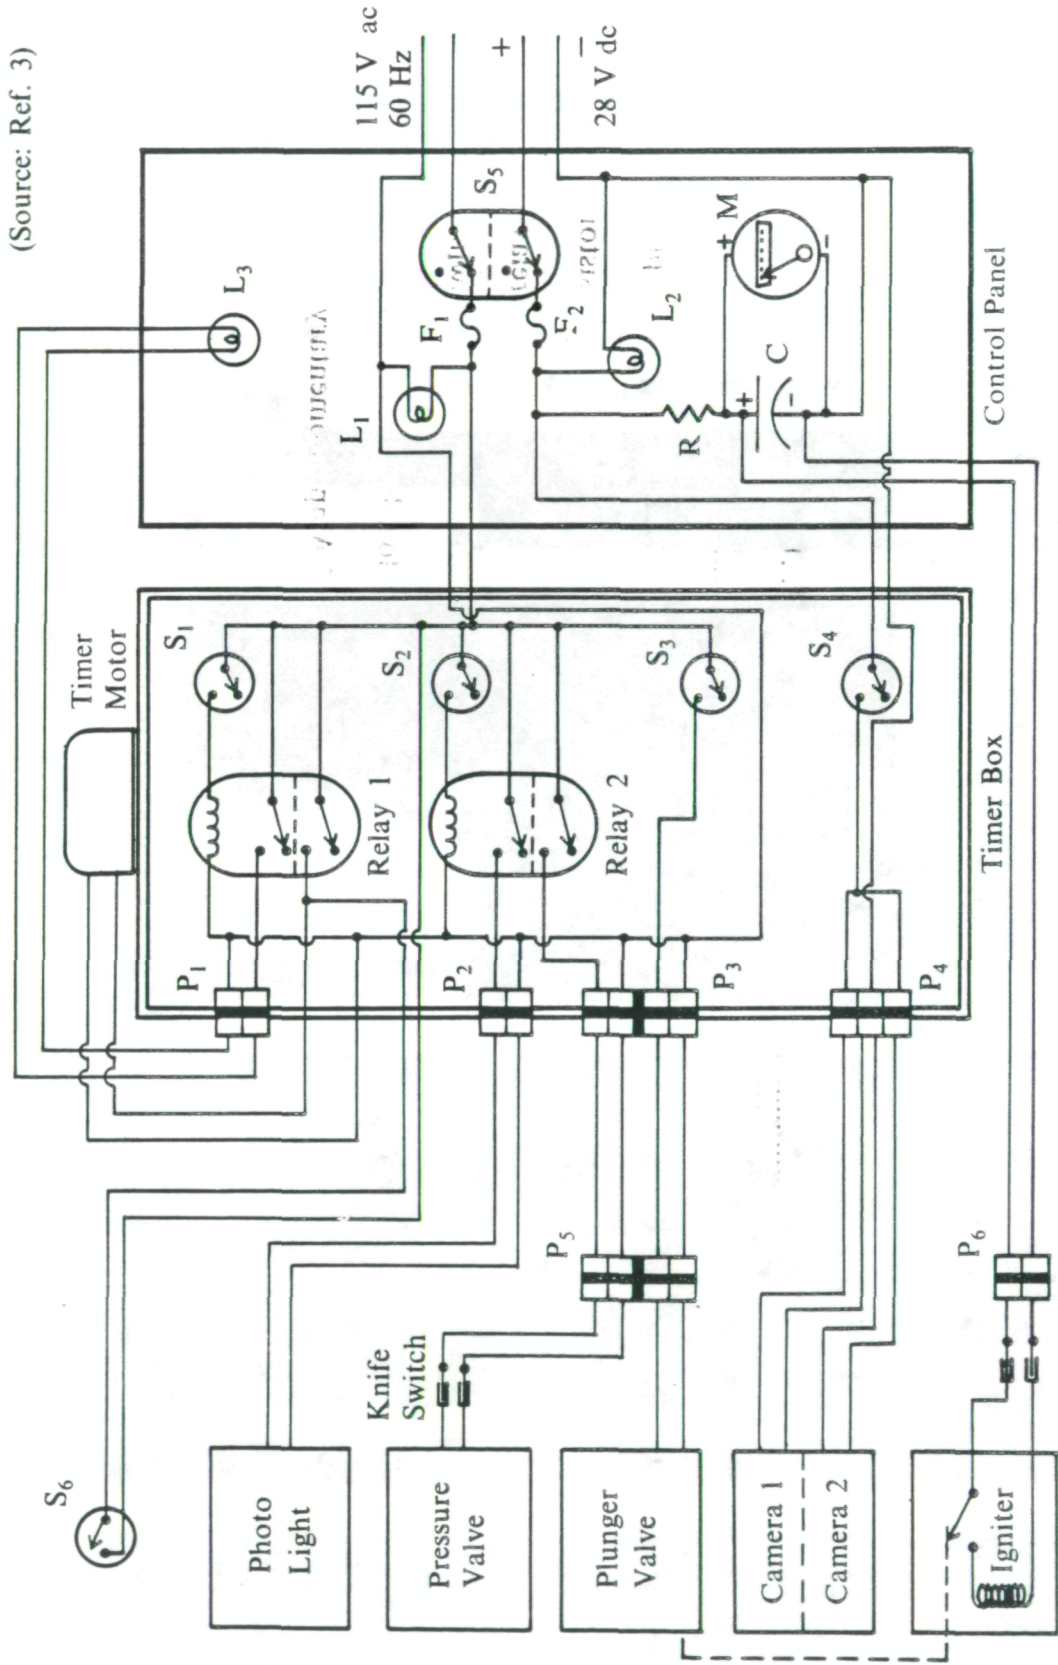 (Source: Ref. 3)
115 V ac
60 Hz
+
28 V dc
−
S5
L3
F1
F2
L1
L2
+ M
−
R
+ C
−
Control Panel
Timer
Motor
S1
S2
S3
S4
Relay 1
Relay 2
Timer Box
P1
P2
P3
P4
P5
P6
Knife
Switch
S6
Photo
Light
Pressure
Valve
Plunger
Valve
Camera 1
Camera 2
Igniter